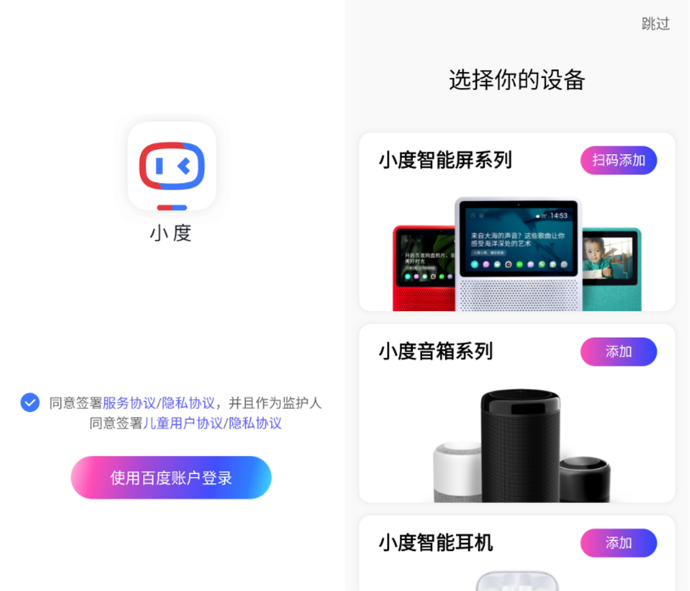 小度
同意签署服务协议/隐私协议，并且作为监护人
同意签署儿童用户协议/隐私协议
使用百度账户登录
跳过
选择你的设备
小度智能屏系列
扫码添加
14:53
来自大海的声音？这些歌曲让你
感受海洋深处的艺术
小度音箱系列
添加
小度智能耳机
添加